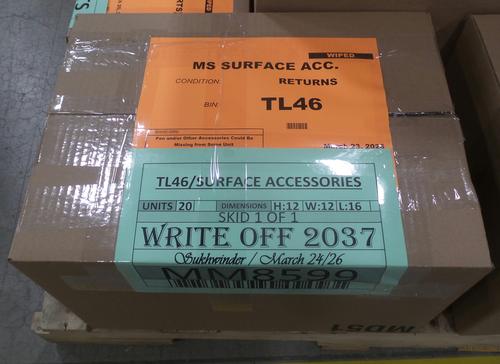 WIPED
MS SURFACE ACC.
CONDITION: RETURNS
BIN: TL46
Pen and/or Other Accessories Could Be
Missing from Some Unit
March 23, 2023
TL46/SURFACE ACCESSORIES
UNITS 20 DIMENSIONS H:12 W:12 L:16
SKID 1 OF 1
WRITE OFF 2037
Sukhwinder / March 24/26
MM8599
MD51